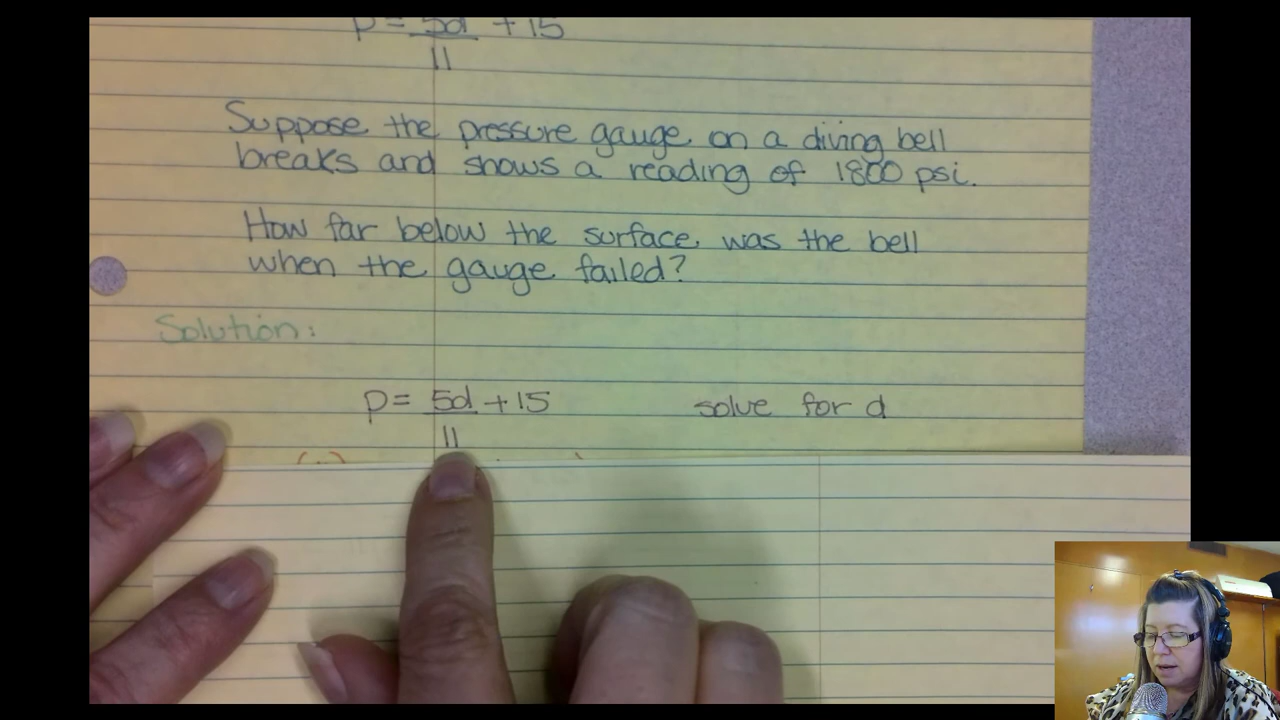 P = 5d + 15
11
Suppose the pressure gauge on a diving bell
breaks and shows a reading of 1800 psi.
How far below the surface was the bell
when the gauge failed?
Solution:
P = 5d + 15 solve for d
11